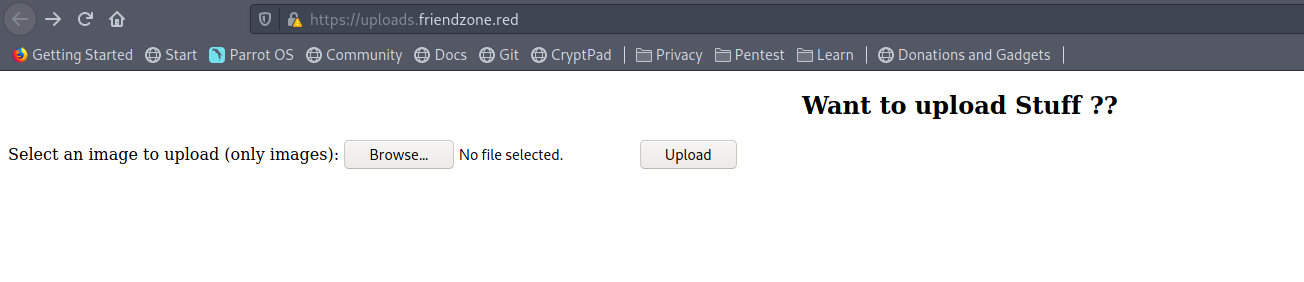 https://uploads.friendzone.red
Getting Started Start Parrot OS Community Docs Git CryptPad Privacy Pentest Learn Donations and Gadgets
Want to upload Stuff ??
Select an image to upload (only images): Browse... No file selected. Upload